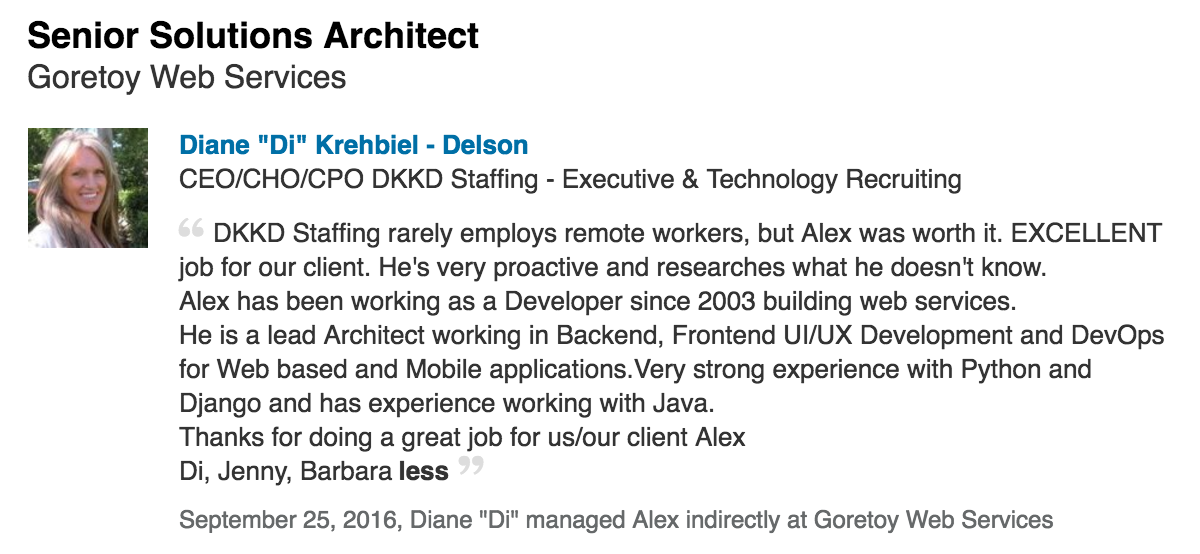 Senior Solutions Architect
Goretoy Web Services
Diane "Di" Krehbiel - Delson
CEO/CHO/CPO DKKD Staffing - Executive & Technology Recruiting
“ DKKD Staffing rarely employs remote workers, but Alex was worth it. EXCELLENT
job for our client. He's very proactive and researches what he doesn't know.
Alex has been working as a Developer since 2003 building web services.
He is a lead Architect working in Backend, Frontend UI/UX Development and DevOps
for Web based and Mobile applications.Very strong experience with Python and
Django and has experience working with Java.
Thanks for doing a great job for us/our client Alex
Di, Jenny, Barbara less ”
September 25, 2016, Diane "Di" managed Alex indirectly at Goretoy Web Services